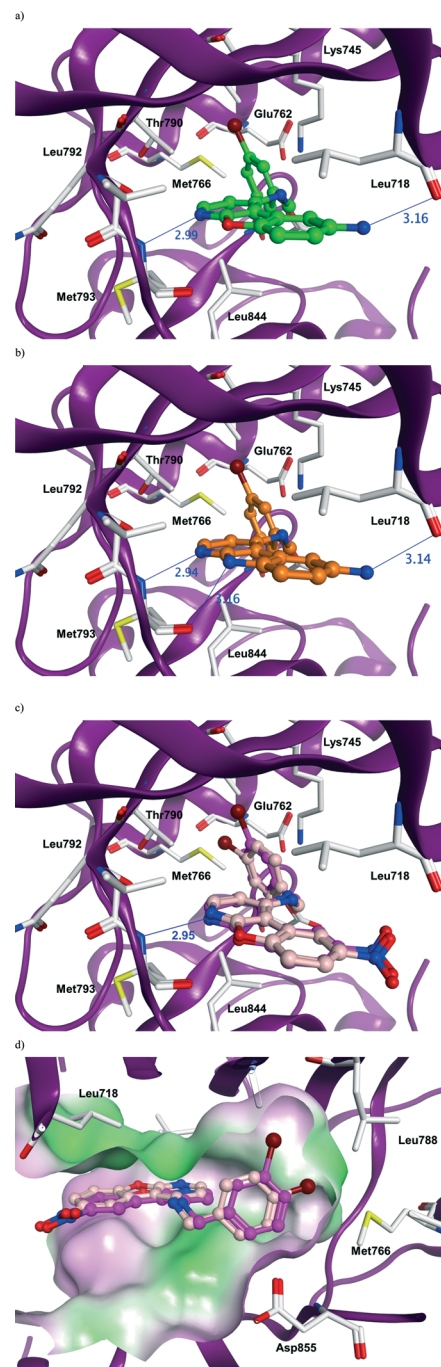 a)
Lys745
Thr790
Glu762
Leu792
Met766
Leu718
2.99
3.16
Met793
Leu844
b)
Lys745
Thr790
Glu762
Leu792
Met766
Leu718
2.94
3.14
3.16
Met793
Leu844
c)
Lys745
Thr790
Glu762
Leu792
Met766
Leu718
2.95
Met793
Leu844
d)
Leu718
Leu788
Met766
Asp855